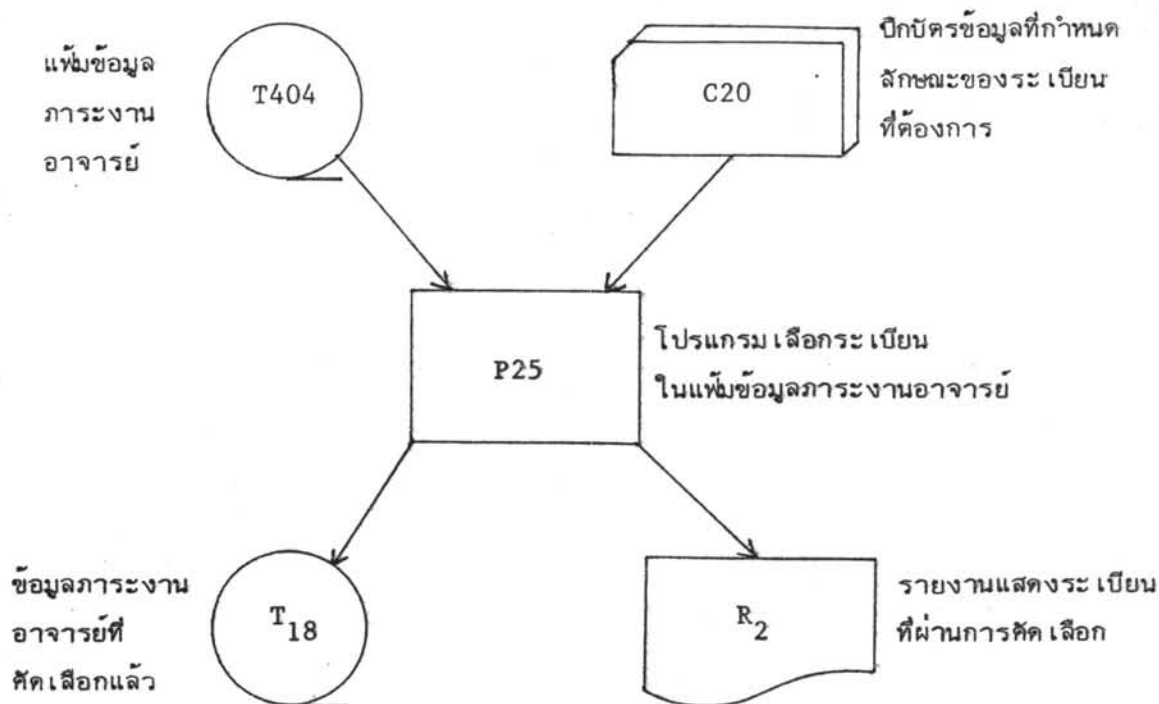 แฟ้มข้อมูล
ภาระงาน
อาจารย์
T404
C20
ปึกบัตรข้อมูลที่กำหนด
ลักษณะของระเบียน
ที่ต้องการ
P25
โปรแกรมเลือกระเบียน
ในแฟ้มข้อมูลภาระงานอาจารย์
ข้อมูลภาระงาน
อาจารย์ที่
คัดเลือกแล้ว
T18
R2
รายงานแสดงระเบียน
ที่ผ่านการคัดเลือก